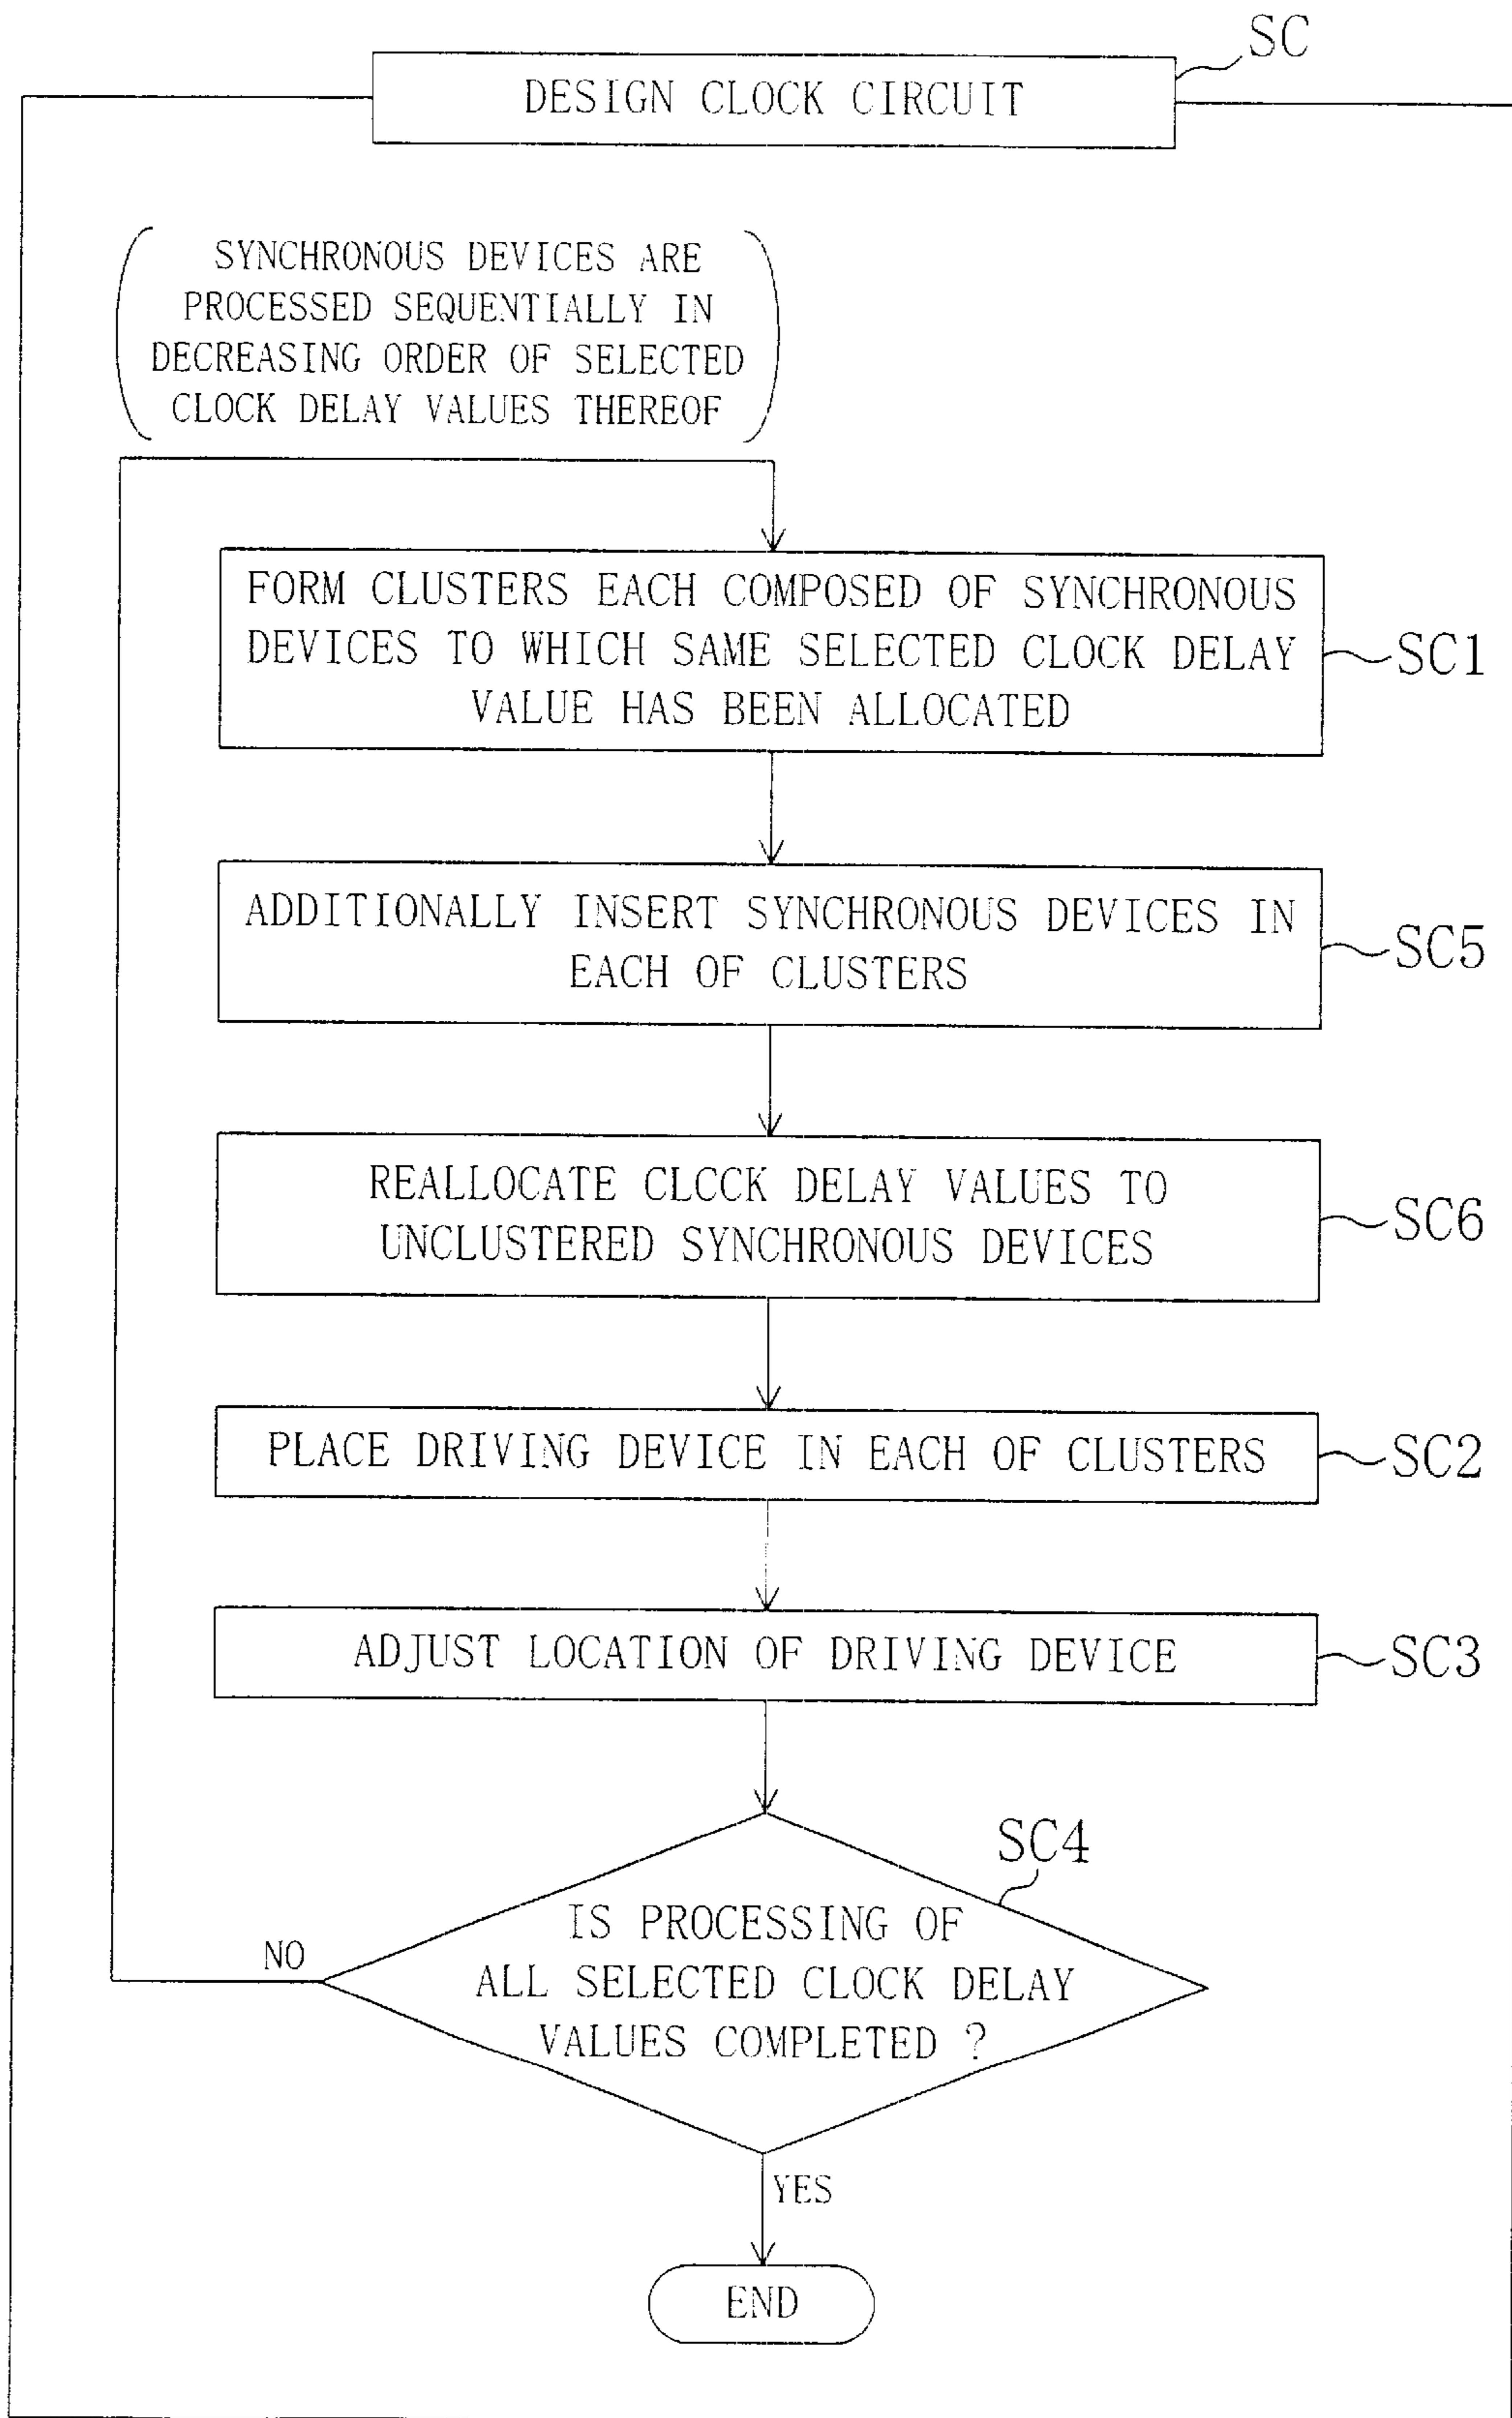 SC
DESIGN CLOCK CIRCUIT
SYNCHRONOUS DEVICES ARE
PROCESSED SEQUENTIALLY IN
DECREASING ORDER OF SELECTED
CLOCK DELAY VALUES THEREOF
FORM CLUSTERS EACH COMPOSED OF SYNCHRONOUS
DEVICES TO WHICH SAME SELECTED CLOCK DELAY
VALUE HAS BEEN ALLOCATED
SC1
ADDITIONALLY INSERT SYNCHRONOUS DEVICES IN
EACH OF CLUSTERS
SC5
REALLOCATE CLCCK DELAY VALUES TO
UNCLUSTERED SYNCHRONOUS DEVICES
SC6
PLACE DRIVING DEVICE IN EACH OF CLUSTERS
SC2
ADJUST LOCATION OF DRIVING DEVICE
SC3
SC4
IS PROCESSING OF
ALL SELECTED CLOCK DELAY
VALUES COMPLETED ?
NO
YES
END